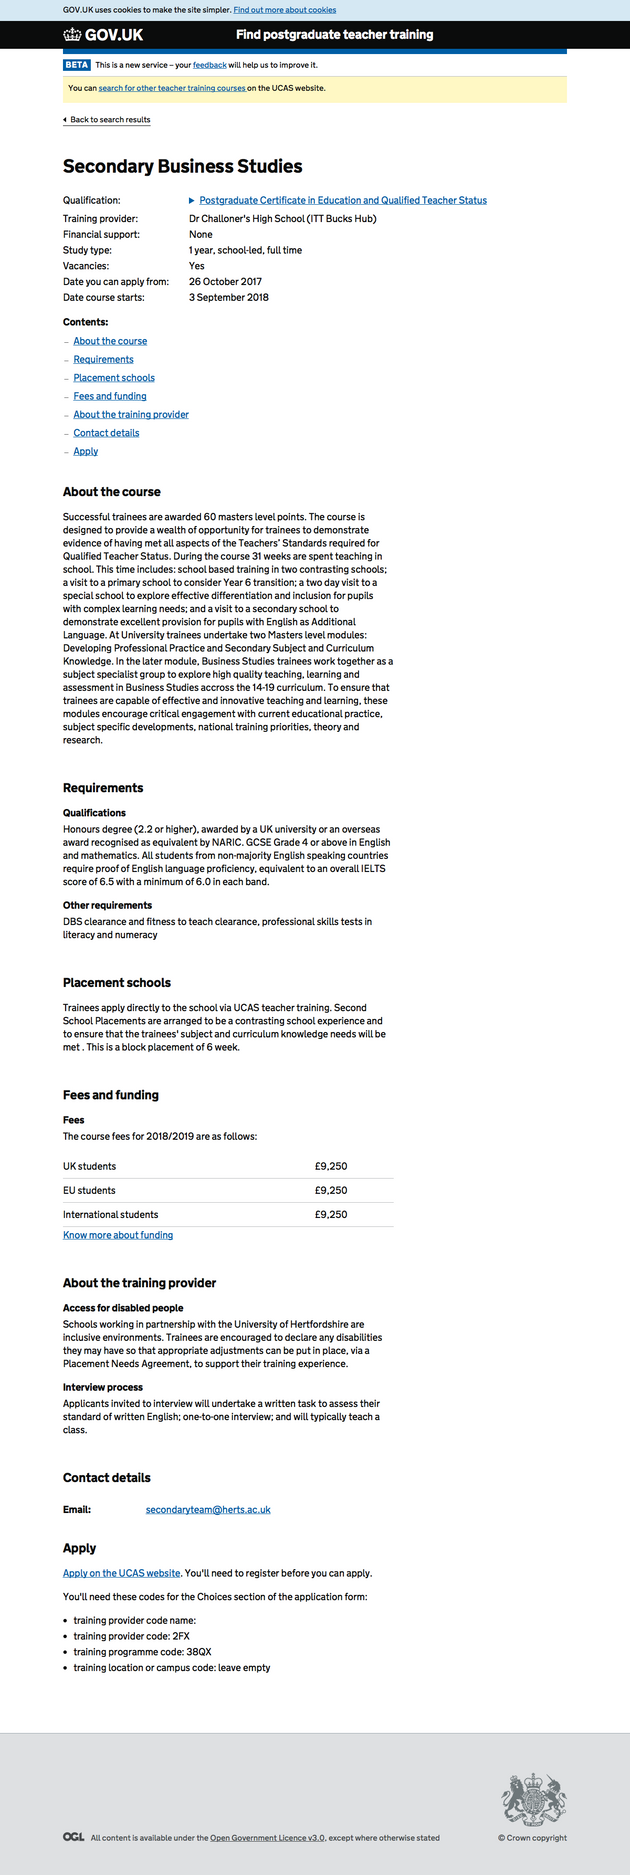 GOV.UK uses cookies to make the site simpler. Find out more about cookies
GOV.UK Find postgraduate teacher training
BETA This is a new service – your feedback will help us to improve it.
You can search for other teacher training courses on the UCAS website.
Back to search results
Secondary Business Studies
Qualification: Postgraduate Certificate in Education and Qualified Teacher Status
Training provider: Dr Challoner's High School (ITT Bucks Hub)
Financial support: None
Study type: 1 year, school-led, full time
Vacancies: Yes
Date you can apply from: 26 October 2017
Date course starts: 3 September 2018
Contents:
– About the course
– Requirements
– Placement schools
– Fees and funding
– About the training provider
– Contact details
– Apply
About the course
Successful trainees are awarded 60 masters level points. The course is
designed to provide a wealth of opportunity for trainees to demonstrate
evidence of having met all aspects of the Teachers' Standards required for
Qualified Teacher Status. During the course 31 weeks are spent teaching in
school. This time includes: school based training in two contrasting schools;
a visit to a primary school to consider Year 6 transition; a two day visit to a
special school to explore effective differentiation and inclusion for pupils
with complex learning needs; and a visit to a secondary school to
demonstrate excellent provision for pupils with English as Additional
Language. At University trainees undertake two Masters level modules:
Developing Professional Practice and Secondary Subject and Curriculum
Knowledge. In the later module, Business Studies trainees work together as a
subject specialist group to explore high quality teaching, learning and
assessment in Business Studies accross the 14-19 curriculum. To ensure that
trainees are capable of effective and innovative teaching and learning, these
modules encourage critical engagement with current educational practice,
subject specific developments, national training priorities, theory and
research.
Requirements
Qualifications
Honours degree (2.2 or higher), awarded by a UK university or an overseas
award recognised as equivalent by NARIC. GCSE Grade 4 or above in English
and mathematics. All students from non-majority English speaking countries
require proof of English language proficiency, equivalent to an overall IELTS
score of 6.5 with a minimum of 6.0 in each band.
Other requirements
DBS clearance and fitness to teach clearance, professional skills tests in
literacy and numeracy
Placement schools
Trainees apply directly to the school via UCAS teacher training. Second
School Placements are arranged to be a contrasting school experience and
to ensure that the trainees' subject and curriculum knowledge needs will be
met . This is a block placement of 6 week.
Fees and funding
Fees
The course fees for 2018/2019 are as follows:
UK students £9,250
EU students £9,250
International students £9,250
Know more about funding
About the training provider
Access for disabled people
Schools working in partnership with the University of Hertfordshire are
inclusive environments. Trainees are encouraged to declare any disabilities
they may have so that appropriate adjustments can be put in place, via a
Placement Needs Agreement, to support their training experience.
Interview process
Applicants invited to interview will undertake a written task to assess their
standard of written English; one-to-one interview; and will typically teach a
class.
Contact details
Email: secondaryteam@herts.ac.uk
Apply
Apply on the UCAS website. You'll need to register before you can apply.
You'll need these codes for the Choices section of the application form:
• training provider code name:
• training provider code: 2FX
• training programme code: 38QX
• training location or campus code: leave empty
OGL All content is available under the Open Government Licence v3.0, except where otherwise stated
© Crown copyright